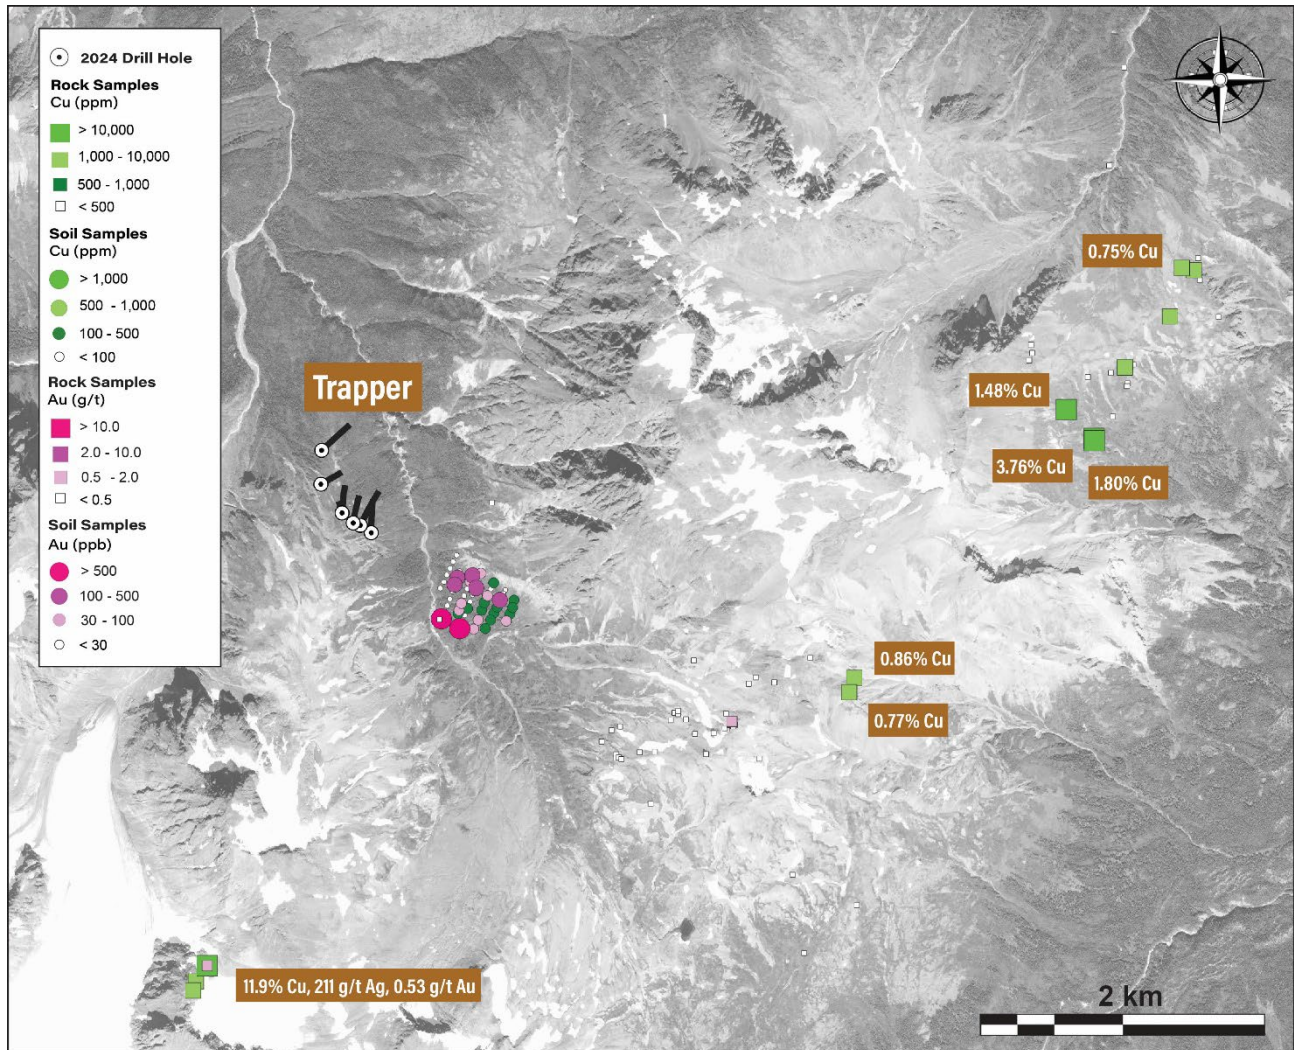 2024 Drill Hole
Rock Samples
Cu (ppm)
> 10,000
1,000 - 10,000
500 - 1,000
< 500
Soil Samples
Cu (ppm)
> 1,000
500 - 1,000
100 - 500
< 100
Rock Samples
Au (g/t)
> 10.0
2.0 - 10.0
0.5 - 2.0
< 0.5
Soil Samples
Au (ppb)
> 500
100 - 500
30 - 100
< 30
Trapper
0.75% Cu
1.48% Cu
3.76% Cu
1.80% Cu
0.86% Cu
0.77% Cu
11.9% Cu, 211 g/t Ag, 0.53 g/t Au
2 km